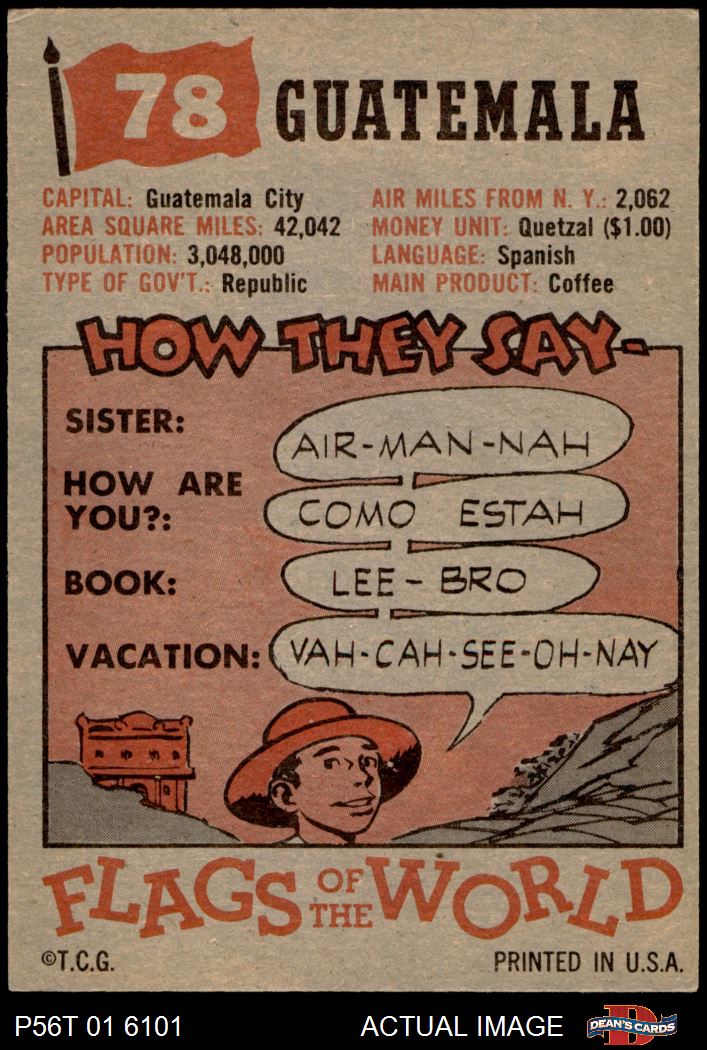 78 GUATEMALA
CAPITAL: Guatemala City
AREA SQUARE MILES: 42,042
POPULATION: 3,048,000
TYPE OF GOV'T.: Republic
AIR MILES FROM N. Y.: 2,062
MONEY UNIT: Quetzal ($1.00)
LANGUAGE: Spanish
MAIN PRODUCT: Coffee
HOW THEY SAY-
SISTER: AIR-MAN-NAH
HOW ARE
YOU?: COMO ESTAH
BOOK: LEE-BRO
VACATION: VAH-CAH-SEE-OH-NAY
FLAGS OF THE WORLD
©T.C.G. PRINTED IN U.S.A.
P56T 01 6101 ACTUAL IMAGE DEAN'S CARDS